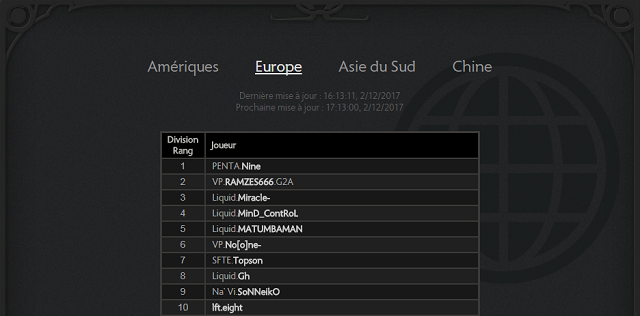 Amériques Europe Asie du Sud Chine
Dernière mise à jour : 16:13:11, 2/12/2017
Prochaine mise à jour : 17:13:00, 2/12/2017
Division Rang Joueur
1 PENTA.Nine
2 VP.RAMZES666.G2A
3 Liquid.Miracle-
4 Liquid.MinD_ContRoL
5 Liquid.MATUMBAMAN
6 VP.No[o]ne-
7 SFTE.Topson
8 Liquid.Gh
9 Na`Vi.SoNNeikO
10 lft.eight